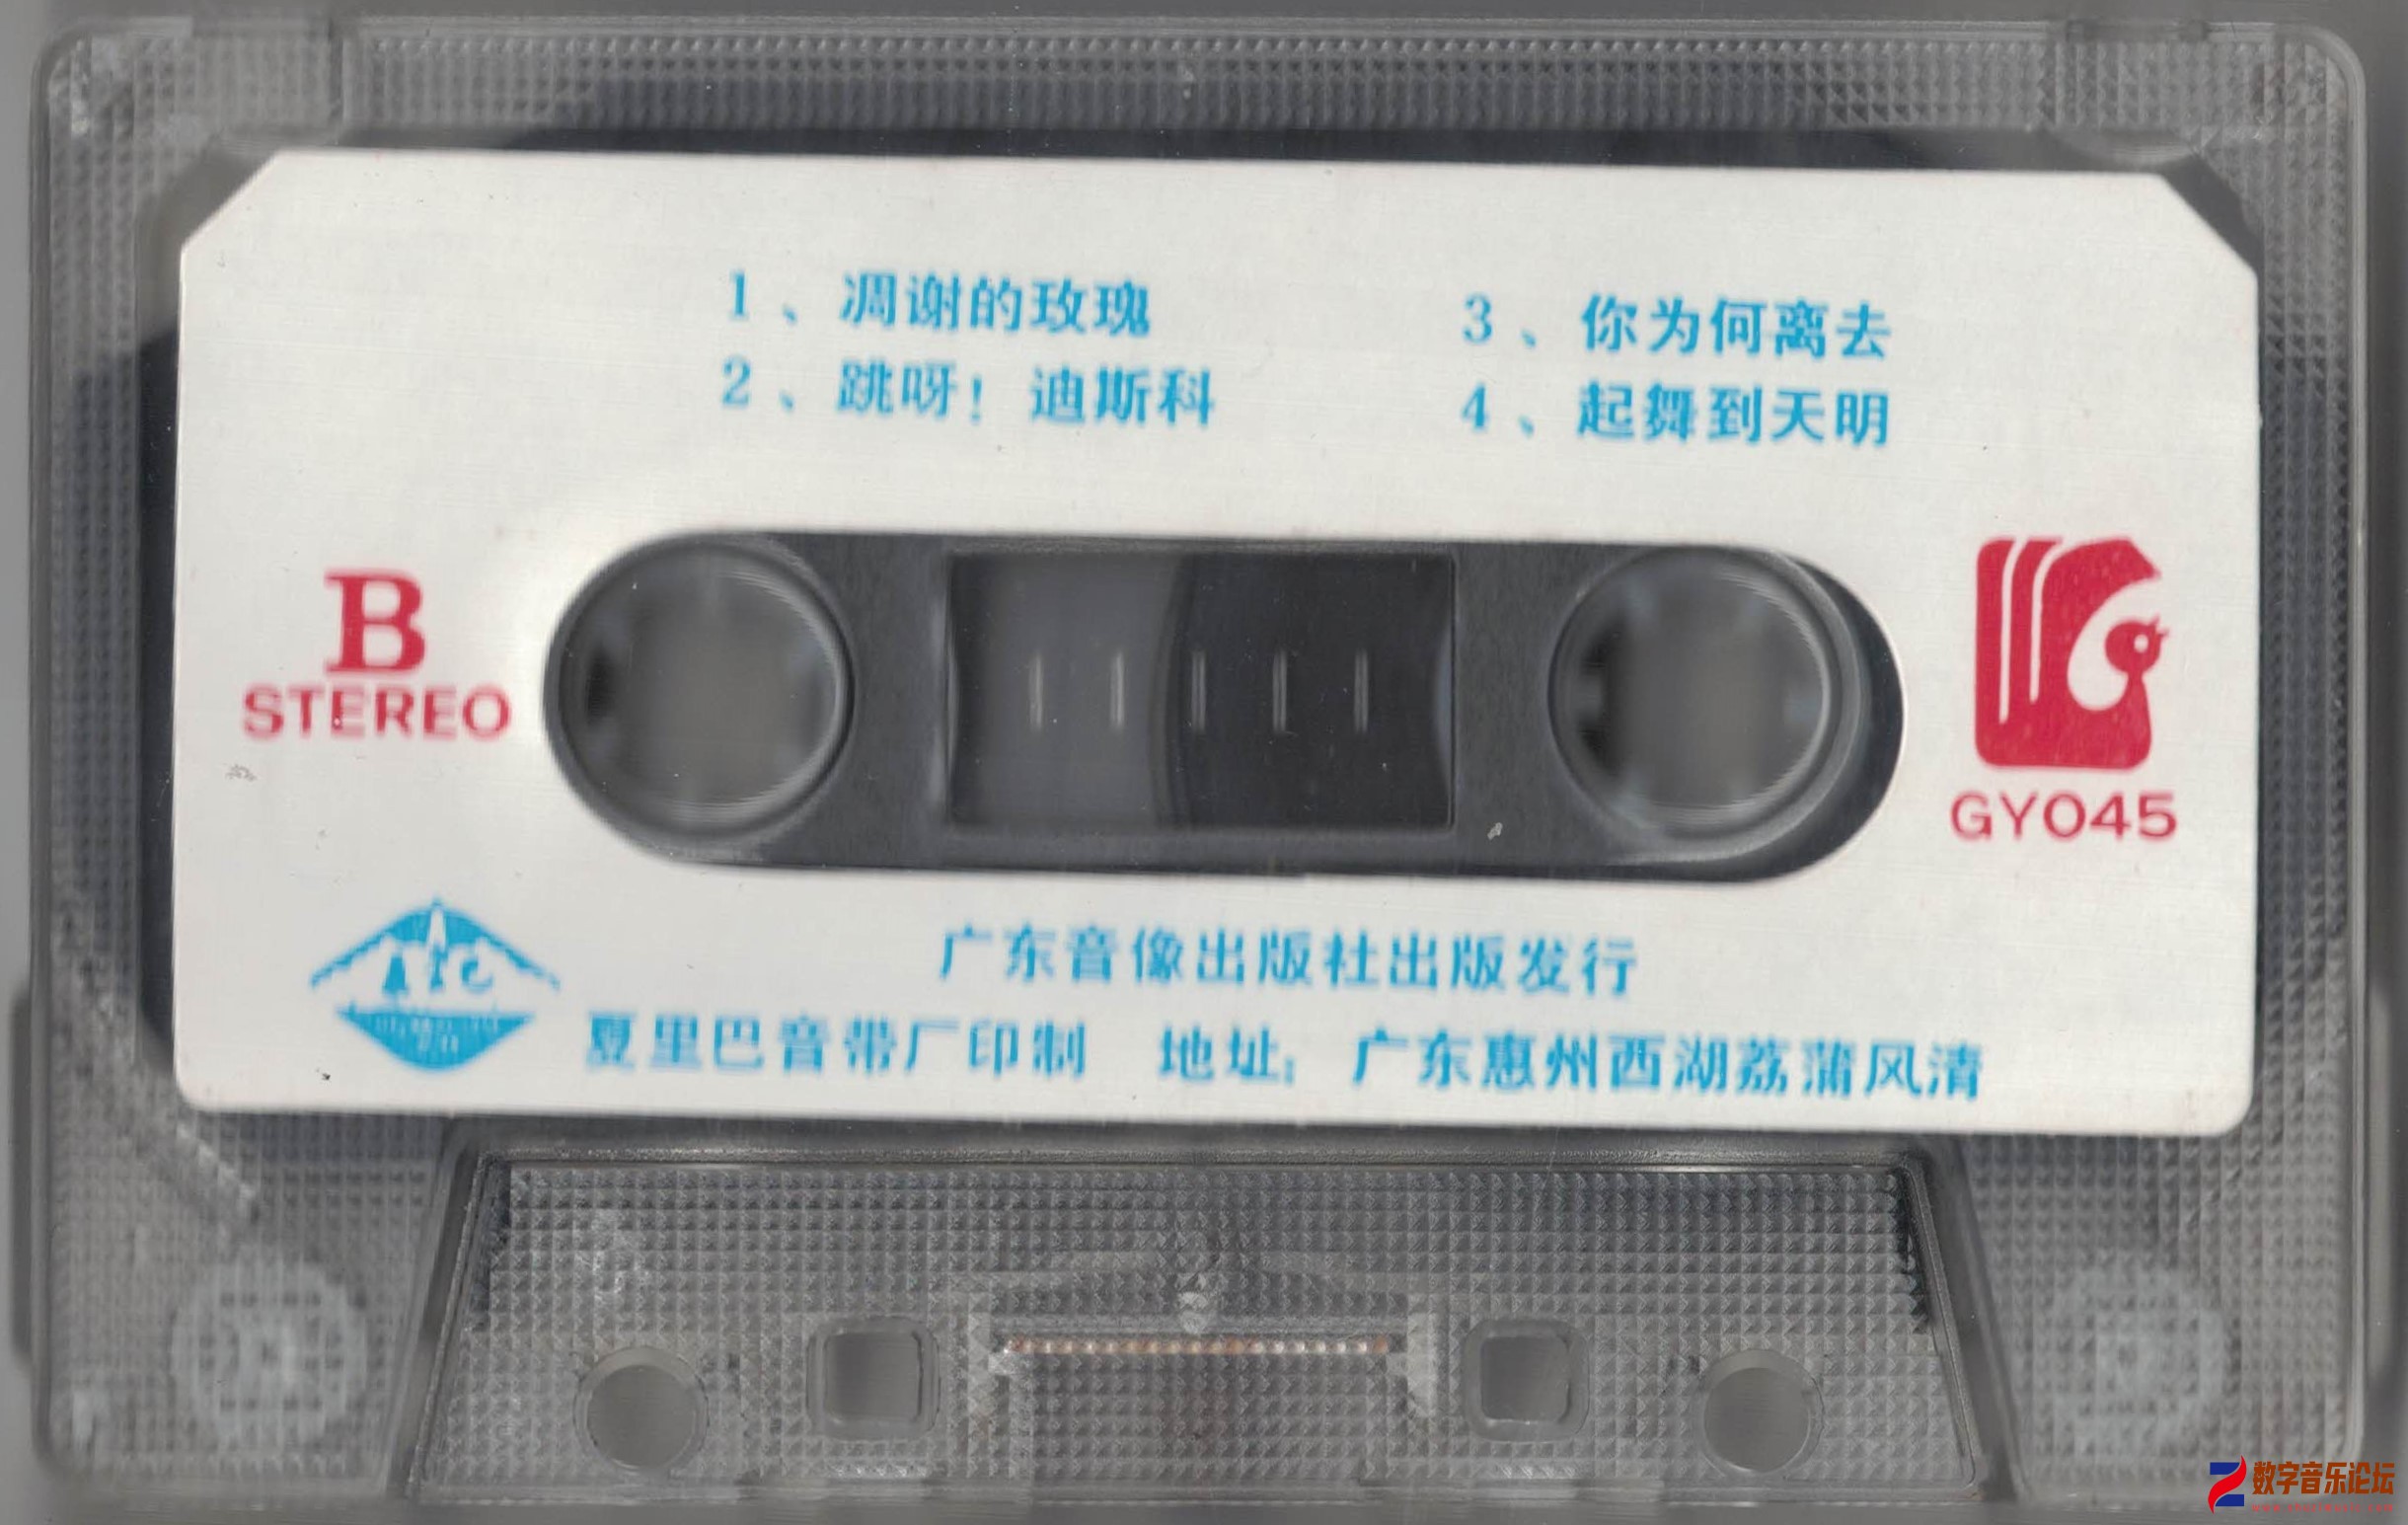 1、凋谢的玫瑰
2、跳呀！迪斯科
3、你为何离去
4、起舞到天明
B
STEREO
GY045
ATC
广东音像出版社出版发行
夏里巴音带厂印制 地址：广东惠州西湖荔蒲风清
数字音乐论坛